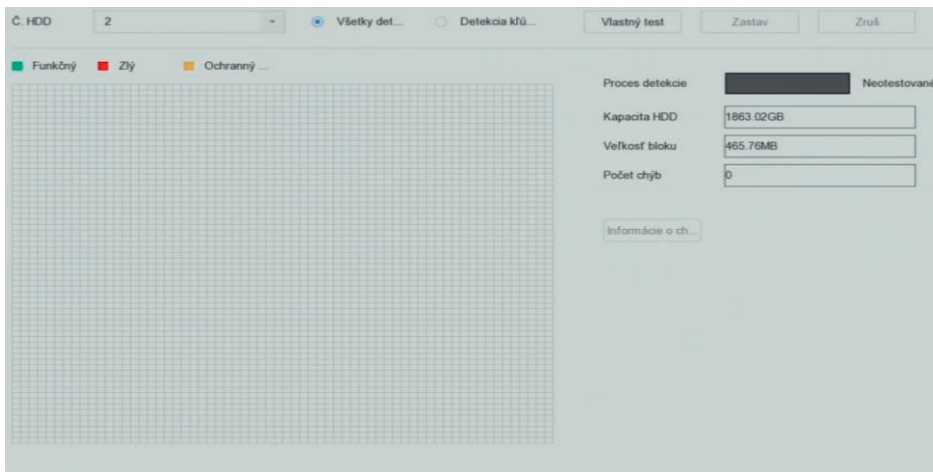 Č. HDD 2 Všetky det... Detekcia kľú... Vlastný test Zastav Zruš
Funkčný Zlý Ochranný ...
Proces detekcie Neotestované
Kapacita HDD 1863.02GB
Veľkosť bloku 465.76MB
Počet chýb 0
Informácie o ch...